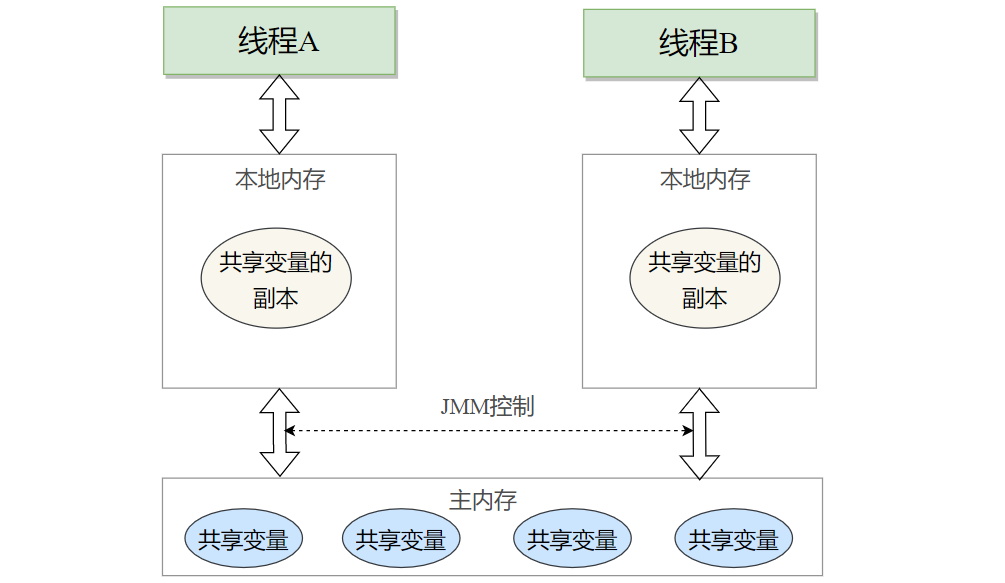 线程A
线程B
本地内存
本地内存
共享变量的
副本
共享变量的
副本
JMM控制
主内存
共享变量
共享变量
共享变量
共享变量